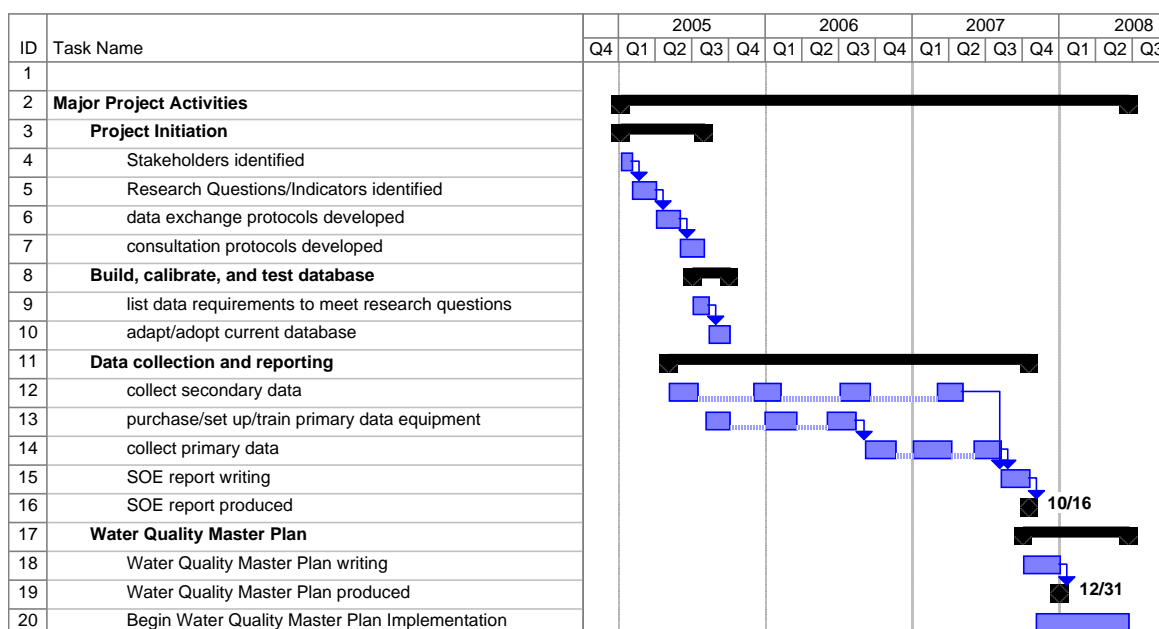 2005 2006 2007 2008
ID Task Name Q4 Q1 Q2 Q3 Q4 Q1 Q2 Q3 Q4 Q1 Q2 Q3 Q4 Q1 Q2 Q3
1
2 Major Project Activities
3 Project Initiation
4 Stakeholders identified
5 Research Questions/Indicators identified
6 data exchange protocols developed
7 consultation protocols developed
8 Build, calibrate, and test database
9 list data requirements to meet research questions
10 adapt/adopt current database
11 Data collection and reporting
12 collect secondary data
13 purchase/set up/train primary data equipment
14 collect primary data
15 SOE report writing
16 SOE report produced 10/16
17 Water Quality Master Plan
18 Water Quality Master Plan writing
19 Water Quality Master Plan produced 12/31
20 Begin Water Quality Master Plan Implementation